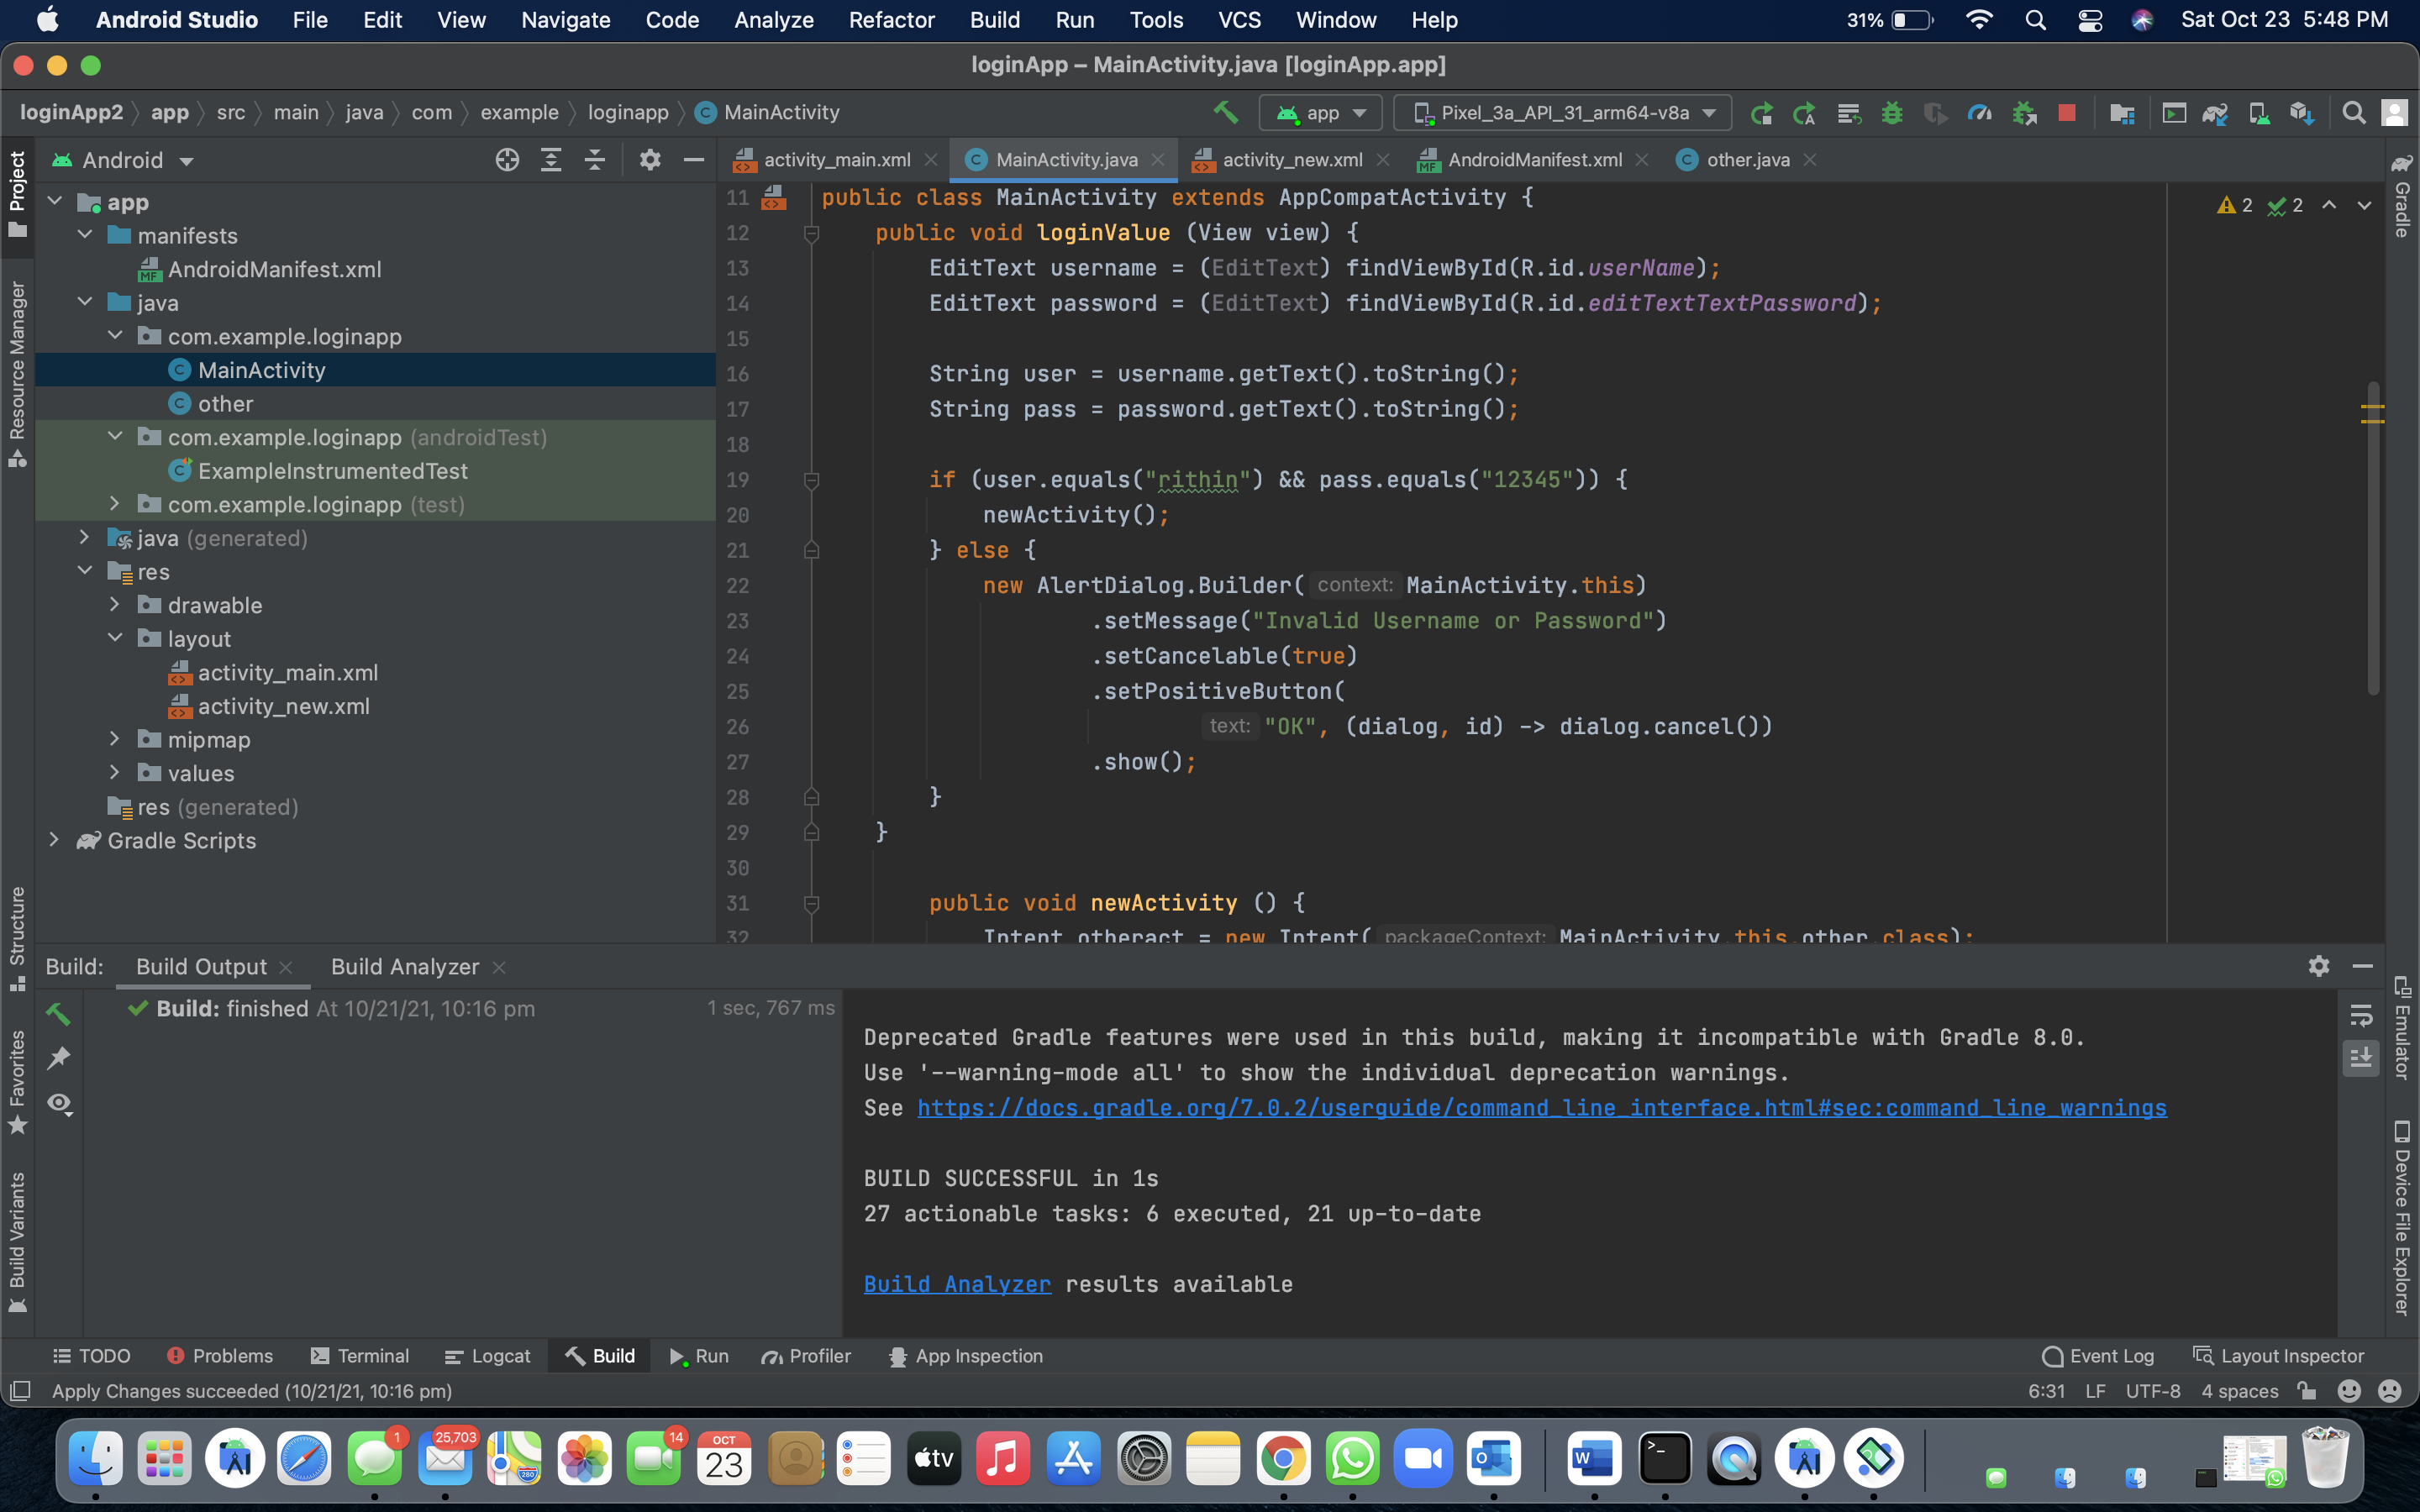 Android Studio File Edit View Navigate Code Analyze Refactor Build Run Tools VCS Window Help 31% Sat Oct 23 5:48 PM
loginApp – MainActivity.java [loginApp.app]
loginApp2 app src main java com example loginapp MainActivity app Pixel_3a_API_31_arm64-v8a
Project
Resource Manager
Structure
Favorites
Build Variants
Android
app
manifests
AndroidManifest.xml
java
com.example.loginapp
MainActivity
other
com.example.loginapp (androidTest)
ExampleInstrumentedTest
com.example.loginapp (test)
java (generated)
res
drawable
layout
activity_main.xml
activity_new.xml
mipmap
values
res (generated)
Gradle Scripts
activity_main.xml MainActivity.java activity_new.xml AndroidManifest.xml other.java
2 2
11 public class MainActivity extends AppCompatActivity {
12 public void loginValue (View view) {
13 EditText username = (EditText) findViewById(R.id.userName);
14 EditText password = (EditText) findViewById(R.id.editTextTextPassword);
15
16 String user = username.getText().toString();
17 String pass = password.getText().toString();
18
19 if (user.equals("rithin") && pass.equals("12345")) {
20 newActivity();
21 } else {
22 new AlertDialog.Builder( context: MainActivity.this)
23 .setMessage("Invalid Username or Password")
24 .setCancelable(true)
25 .setPositiveButton(
26 text: "OK", (dialog, id) -> dialog.cancel())
27 .show();
28 }
29 }
30
31 public void newActivity () {
32 Intent otheract = new Intent( packageContext: MainActivity.this,other.class);
Gradle
Emulator
Device File Explorer
Build: Build Output Build Analyzer
Build: finished At 10/21/21, 10:16 pm 1 sec, 767 ms
Deprecated Gradle features were used in this build, making it incompatible with Gradle 8.0.
Use '--warning-mode all' to show the individual deprecation warnings.
See https://docs.gradle.org/7.0.2/userguide/command_line_interface.html#sec:command_line_warnings
BUILD SUCCESSFUL in 1s
27 actionable tasks: 6 executed, 21 up-to-date
Build Analyzer results available
TODO Problems Terminal Logcat Build Run Profiler App Inspection Event Log Layout Inspector
Apply Changes succeeded (10/21/21, 10:16 pm) 6:31 LF UTF-8 4 spaces
1 25,703 14 OCT
23 tv
280